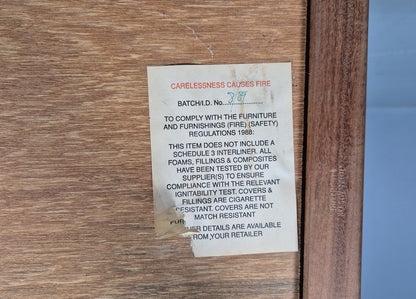 CARELESSNESS CAUSES FIRE
BATCH/I.D. No.
TO COMPLY WITH THE FURNITURE
AND FURNISHINGS (FIRE) (SAFETY)
REGULATIONS 1988:
THIS ITEM DOES NOT INCLUDE A
SCHEDULE 3 INTERLINER. ALL
FOAMS, FILLINGS & COMPOSITES
HAVE BEEN TESTED BY OUR
SUPPLIER(S) TO ENSURE
COMPLIANCE WITH THE RELEVANT
IGNITABILITY TEST. COVERS &
FILLINGS ARE CIGARETTE
RESISTANT. COVERS ARE NOT
MATCH RESISTANT
DETAILS ARE AVAILABLE
FROM YOUR RETAILER